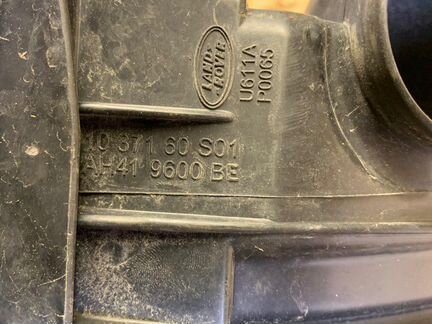 LAND
ROVER
U611A
P0065
10 371 60 S01
AH41 9600 BE